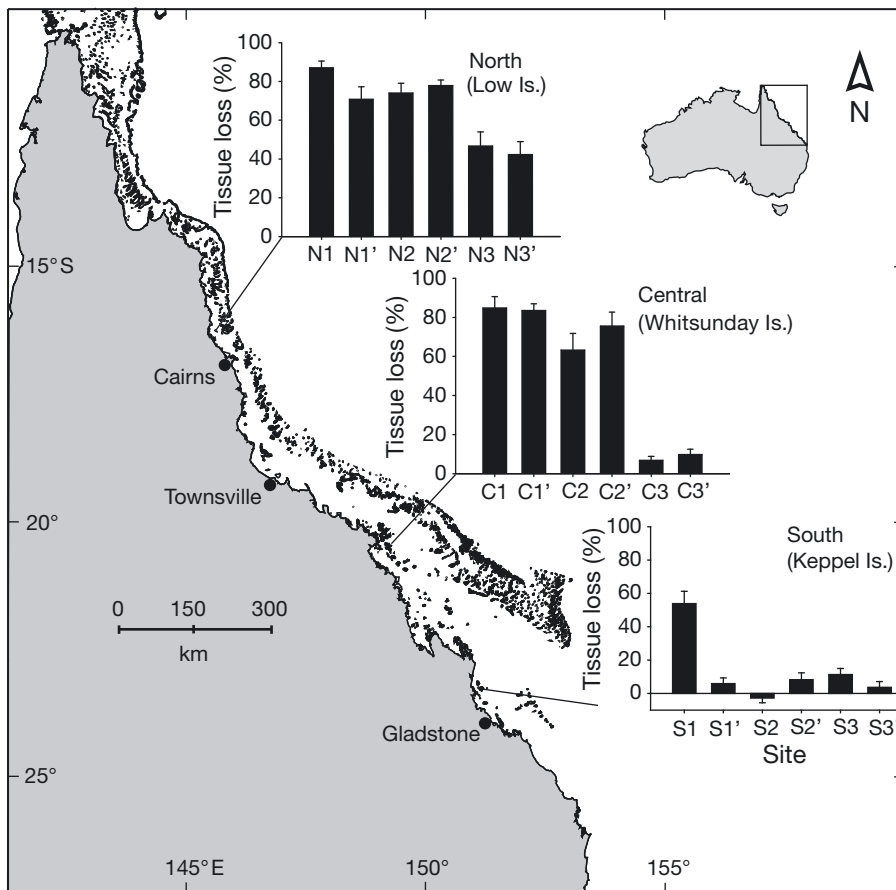 100
80
60
40
20
0
Tissue loss (%)
North
(Low Is.)
N1 N1’ N2 N2’ N3 N3’
N
15°S
100
80
60
40
20
0
Tissue loss (%)
Central
(Whitsunday Is.)
C1 C1’ C2 C2’ C3 C3’
Cairns
Townsville
20°
100
80
60
40
20
0
Tissue loss (%)
South
(Keppel Is.)
S1 S1’ S2 S2’ S3 S3
Site
0 150 300
km
Gladstone
25°
145°E 150° 155°